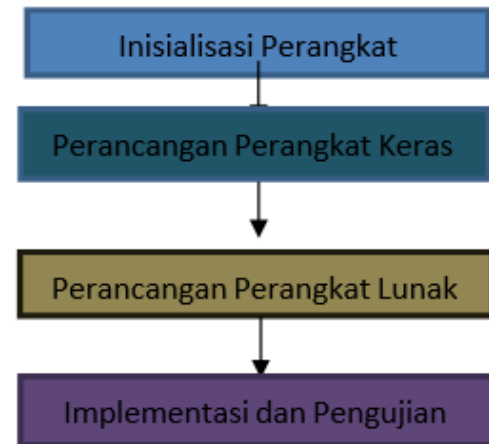 Inisialisasi Perangkat
Perancangan Perangkat Keras
Perancangan Perangkat Lunak
Implementasi dan Pengujian